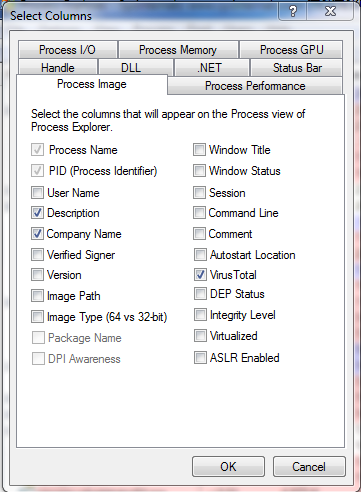 Select Columns
Process I/O
Process Memory
Process GPU
Handle
DLL
.NET
Status Bar
Process Image
Process Performance
Select the columns that will appear on the Process view of
Process Explorer.
Process Name
PID (Process Identifier)
User Name
Description
Company Name
Verified Signer
Version
Image Path
Image Type (64 vs 32-bit)
Package Name
DPI Awareness
Window Title
Window Status
Session
Command Line
Comment
Autostart Location
VirusTotal
DEP Status
Integrity Level
Virtualized
ASLR Enabled
OK
Cancel